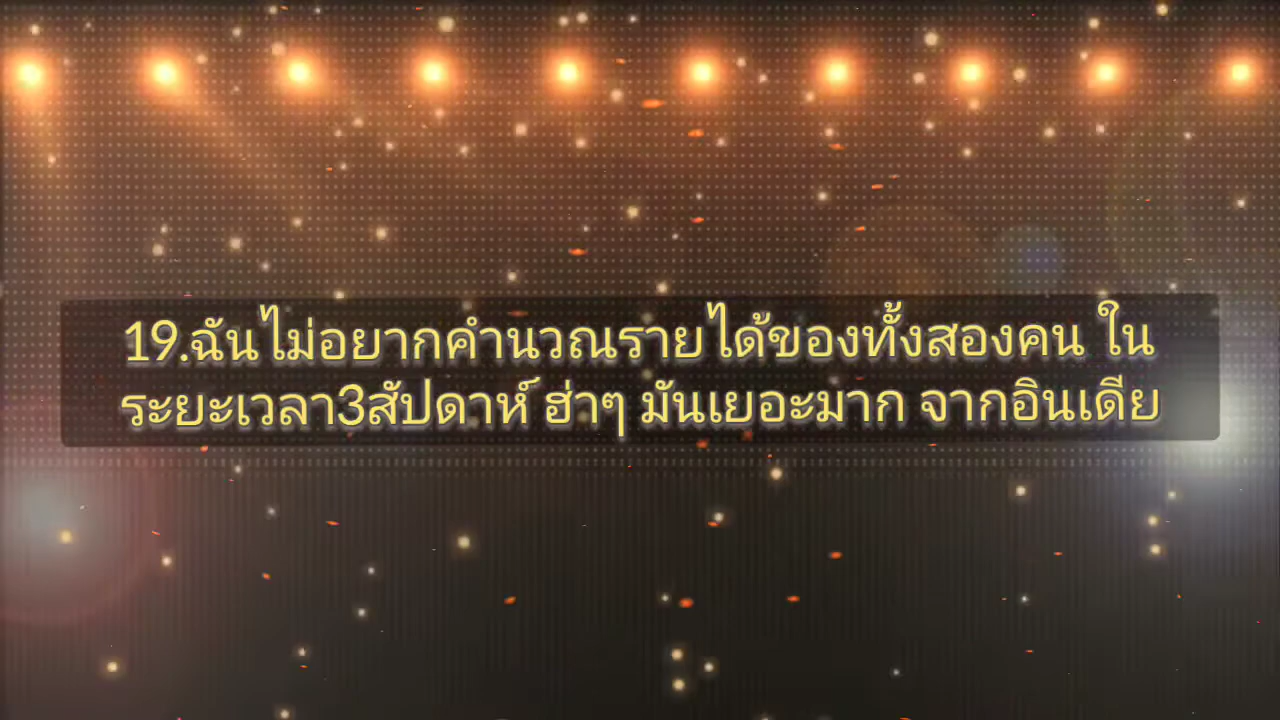 19.ฉันไม่อยากคำนวณรายได้ของทั้งสองคน ใน
ระยะเวลา3สัปดาห์ ฮ่าๆ มันเยอะมาก จากอินเดีย